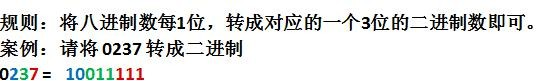 规则：将八进制数每1位，转成对应的一个3位的二进制数即可。
案例：请将 0237 转成二进制
0237 = 10011111